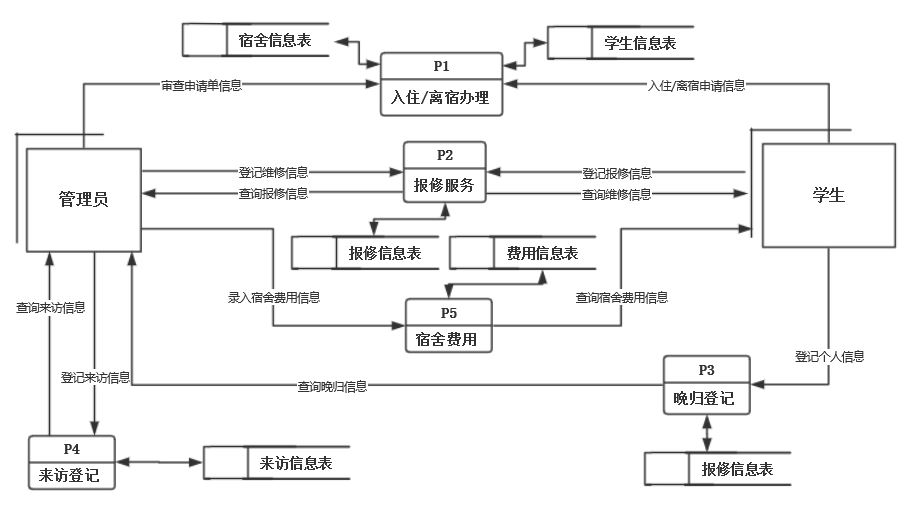 宿舍信息表
学生信息表
P1
入住/离宿办理
审查申请单信息
入住/离宿申请信息
P2
报修服务
登记维修信息
登记报修信息
查询报修信息
查询维修信息
管理员
学生
报修信息表
费用信息表
查询来访信息
录入宿舍费用信息
P5
宿舍费用
查询宿舍费用信息
登记来访信息
查询晚归信息
登记个人信息
P3
晚归登记
P4
来访登记
来访信息表
报修信息表